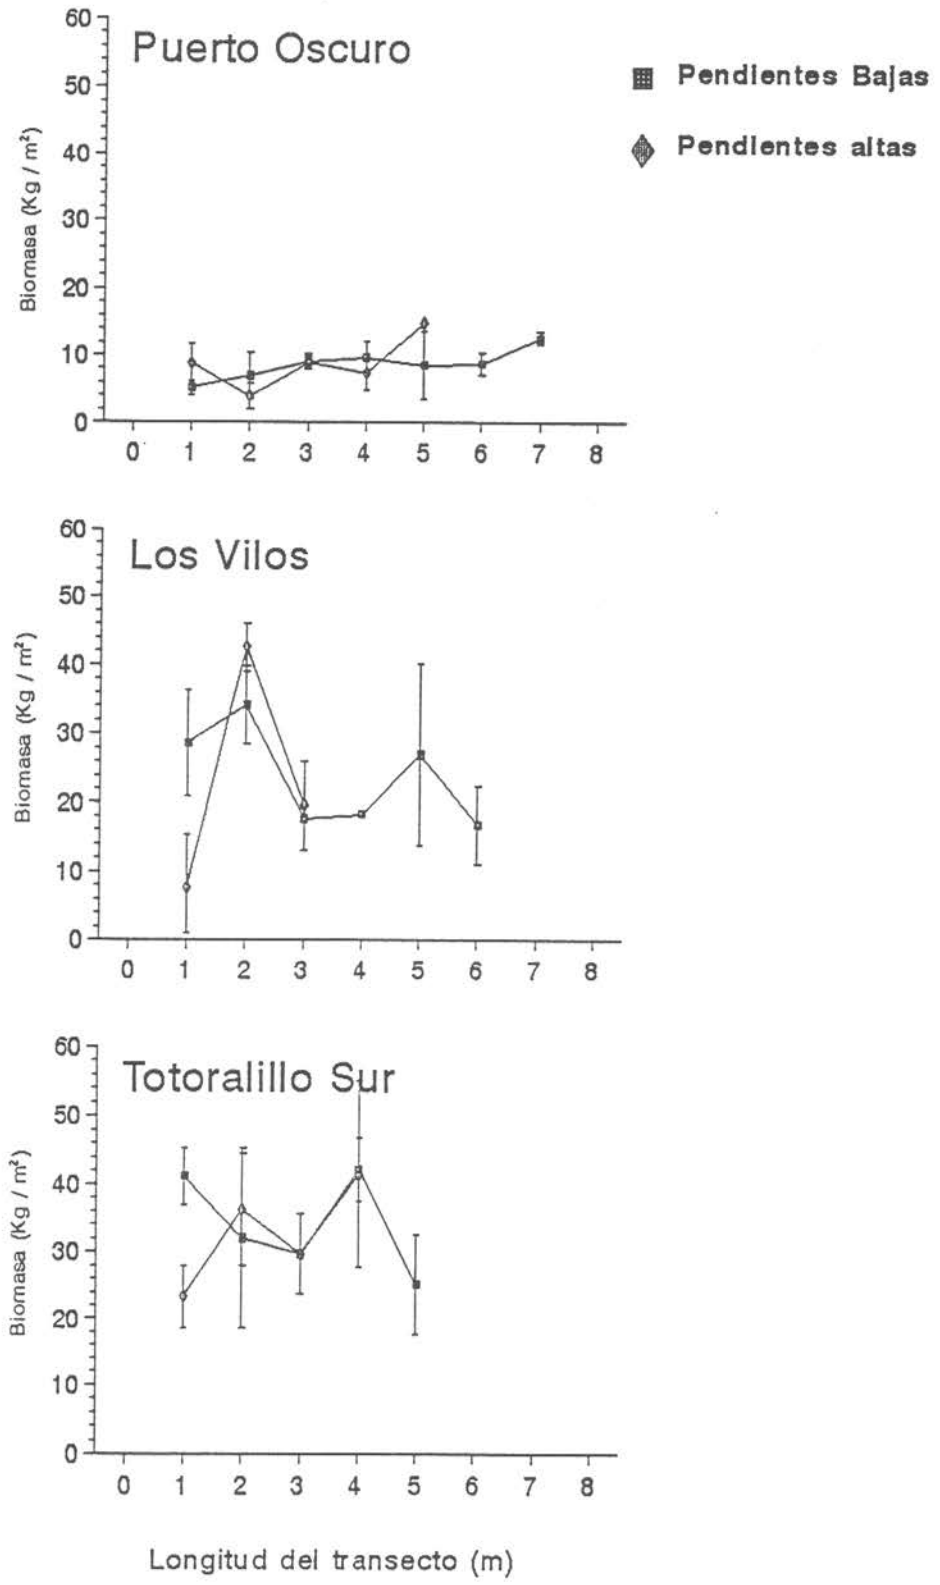 Puerto Oscuro
Pendientes Bajas
Pendientes altas
Biomasa (Kg / m²)
60
50
40
30
20
10
0
0 1 2 3 4 5 6 7 8
Los Vilos
Biomasa (Kg / m²)
60
50
40
30
20
10
0
0 1 2 3 4 5 6 7 8
Totoralillo Sur
Biomasa (Kg / m²)
60
50
40
30
20
10
0
0 1 2 3 4 5 6 7 8
Longitud del transecto (m)